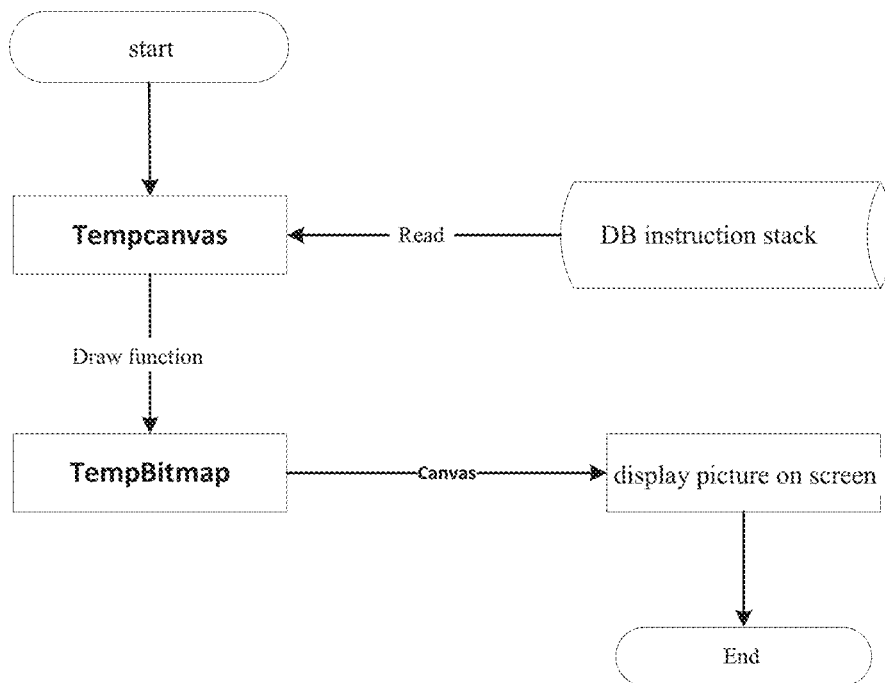 start
Tempcanvas
Read
DB instruction stack
Draw function
TempBitmap
Canvas
display picture on screen
End